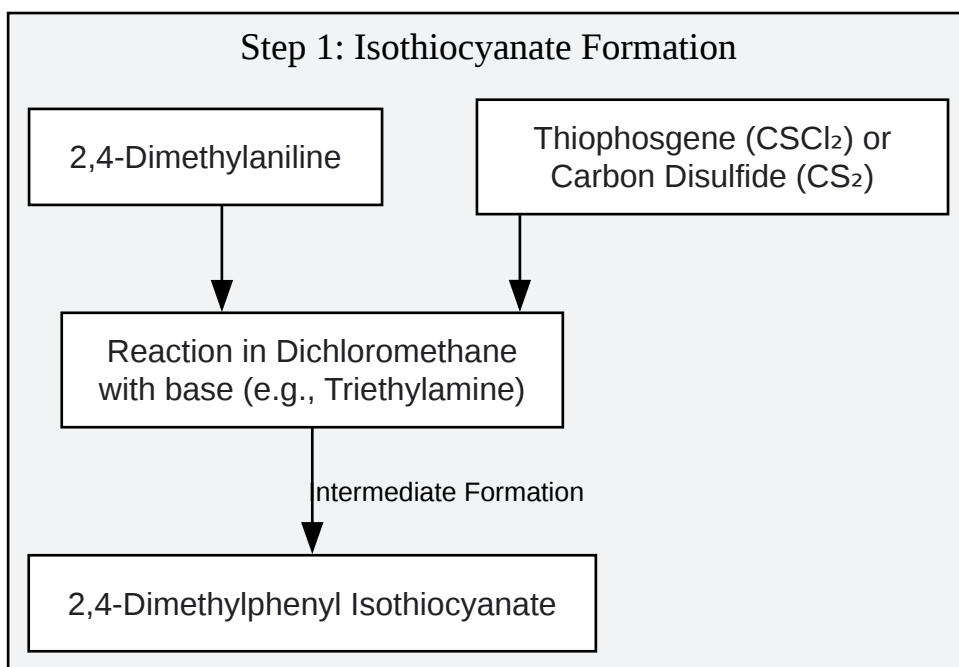 Step 1: Isothiocyanate Formation
2,4-Dimethylaniline
Thiophosgene (CSCl₂) or
Carbon Disulfide (CS₂)
Reaction in Dichloromethane
with base (e.g., Triethylamine)
Intermediate Formation
2,4-Dimethylphenyl Isothiocyanate